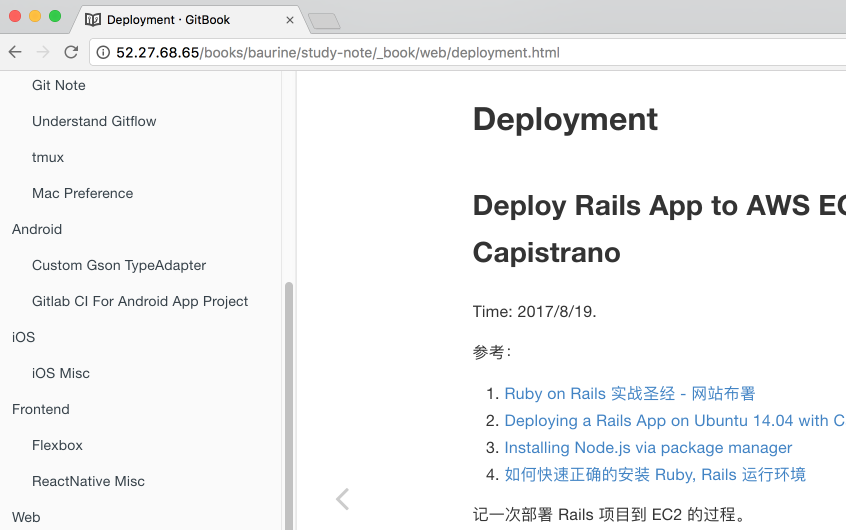 Deployment · GitBook
52.27.68.65/books/baurine/study-note/_book/web/deployment.html
Git Note
Understand Gitflow
tmux
Mac Preference
Android
Custom Gson TypeAdapter
Gitlab CI For Android App Project
iOS
iOS Misc
Frontend
Flexbox
ReactNative Misc
Web
Deployment
Deploy Rails App to AWS EC
Capistrano
Time: 2017/8/19.
参考：
1. Ruby on Rails 实战圣经 - 网站布署
2. Deploying a Rails App on Ubuntu 14.04 with C
3. Installing Node.js via package manager
4. 如何快速正确的安装 Ruby, Rails 运行环境
记一次部署 Rails 项目到 EC2 的过程。